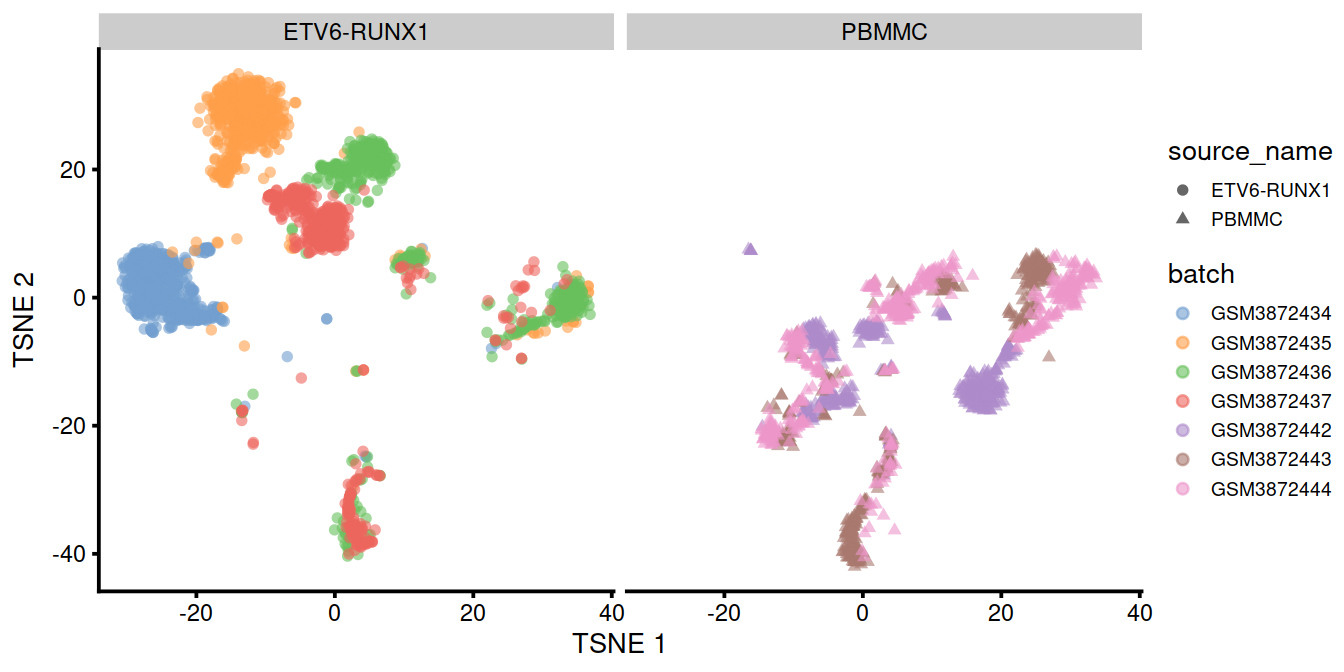 ETV6-RUNX1
PBMMC
20
0
-20
-40
TSNE 2
-20
0
20
40
-20
0
20
40
TSNE 1
source_name
ETV6-RUNX1
PBMMC
batch
GSM3872434
GSM3872435
GSM3872436
GSM3872437
GSM3872442
GSM3872443
GSM3872444